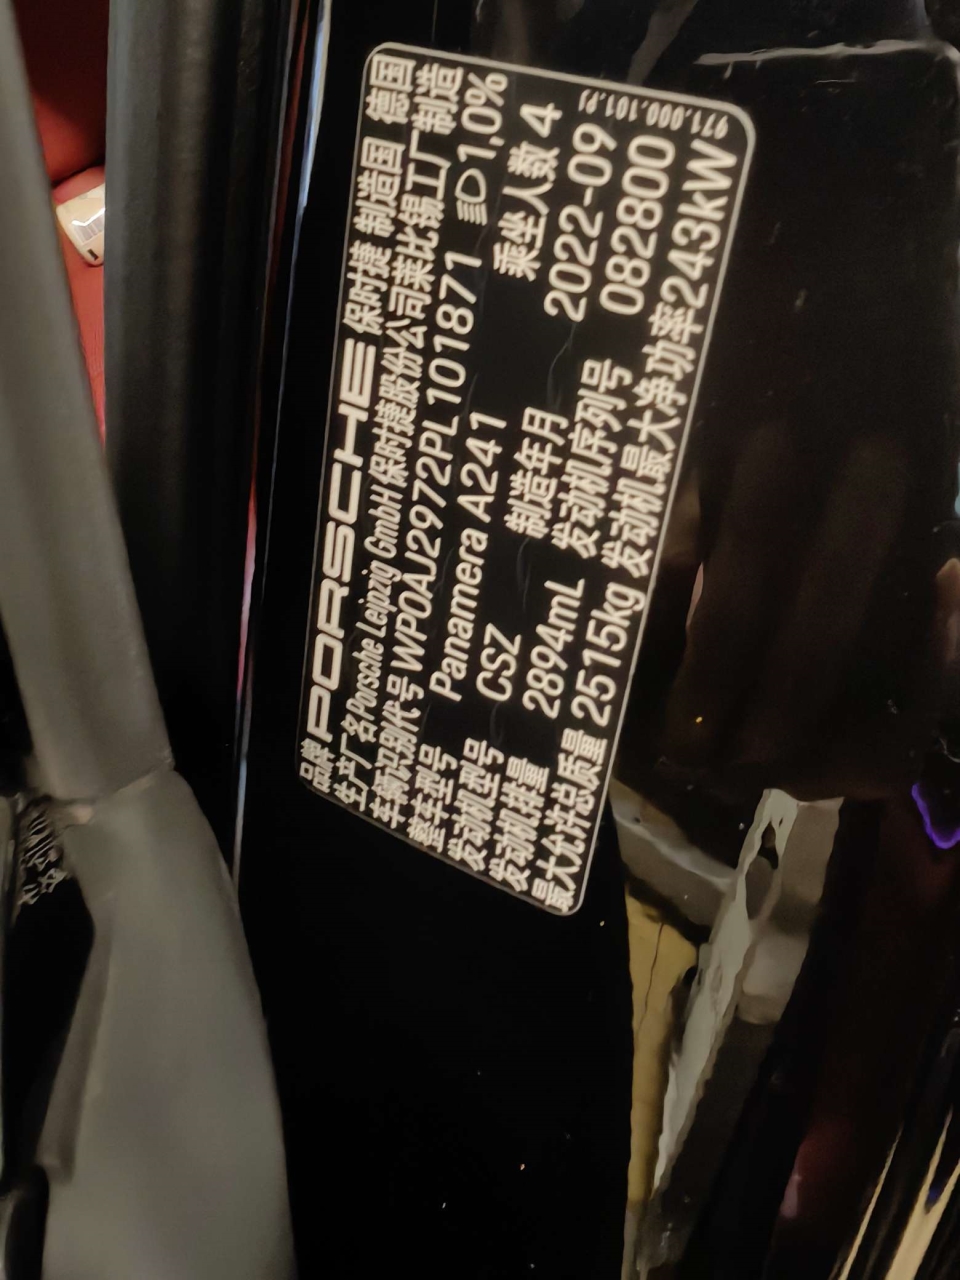 品牌 PORSCHE 保时捷 制造国 德国
生产厂名 Porsche Leipzig GmbH 保时捷股份公司莱比锡工厂制造
车辆识别代号 WP0AJ2972PL101871 1,0%
整车型号 Panamera A241 乘坐人数 4
发动机型号 CSZ 制造年月 2022-09
发动机排量 2894mL 发动机序列号 082800
最大允许总质量 2515kg 发动机最大净功率 243kW
971.000.101.PJ